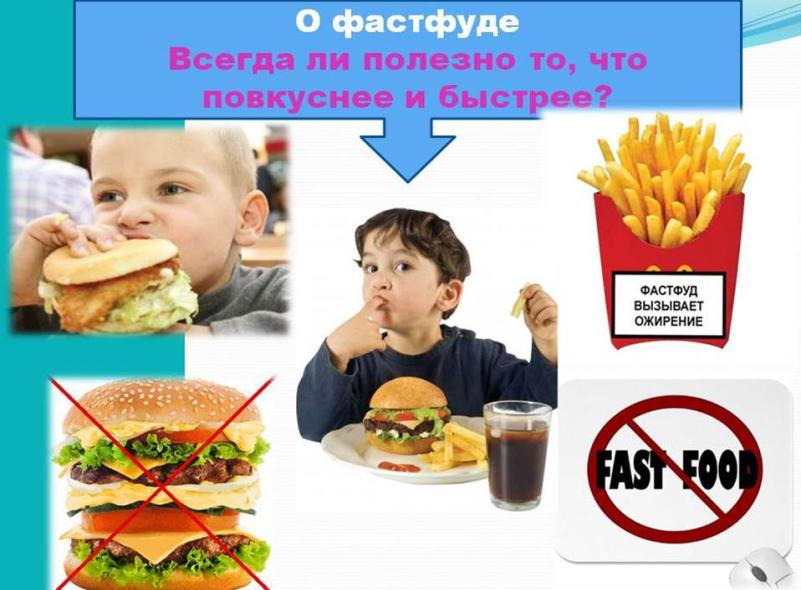 О фастфуде
Всегда ли полезно то, что
повкуснее и быстрее?
ФАСТФУД
ВЫЗЫВАЕТ
ОЖИРЕНИЕ
FAST FOOD